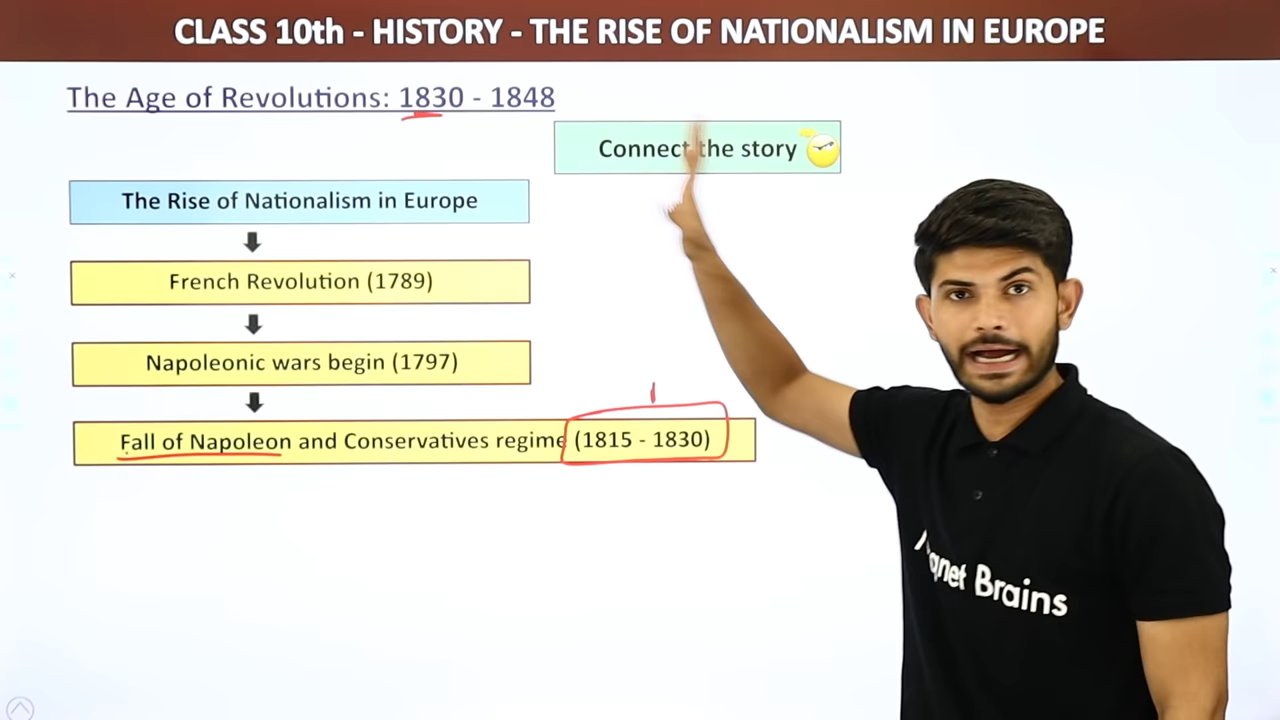 CLASS 10th - HISTORY - THE RISE OF NATIONALISM IN EUROPE
The Age of Revolutions: 1830 - 1848
Connect the story
The Rise of Nationalism in Europe
French Revolution (1789)
Napoleonic wars begin (1797)
Fall of Napoleon and Conservatives regime (1815 - 1830)
Brains